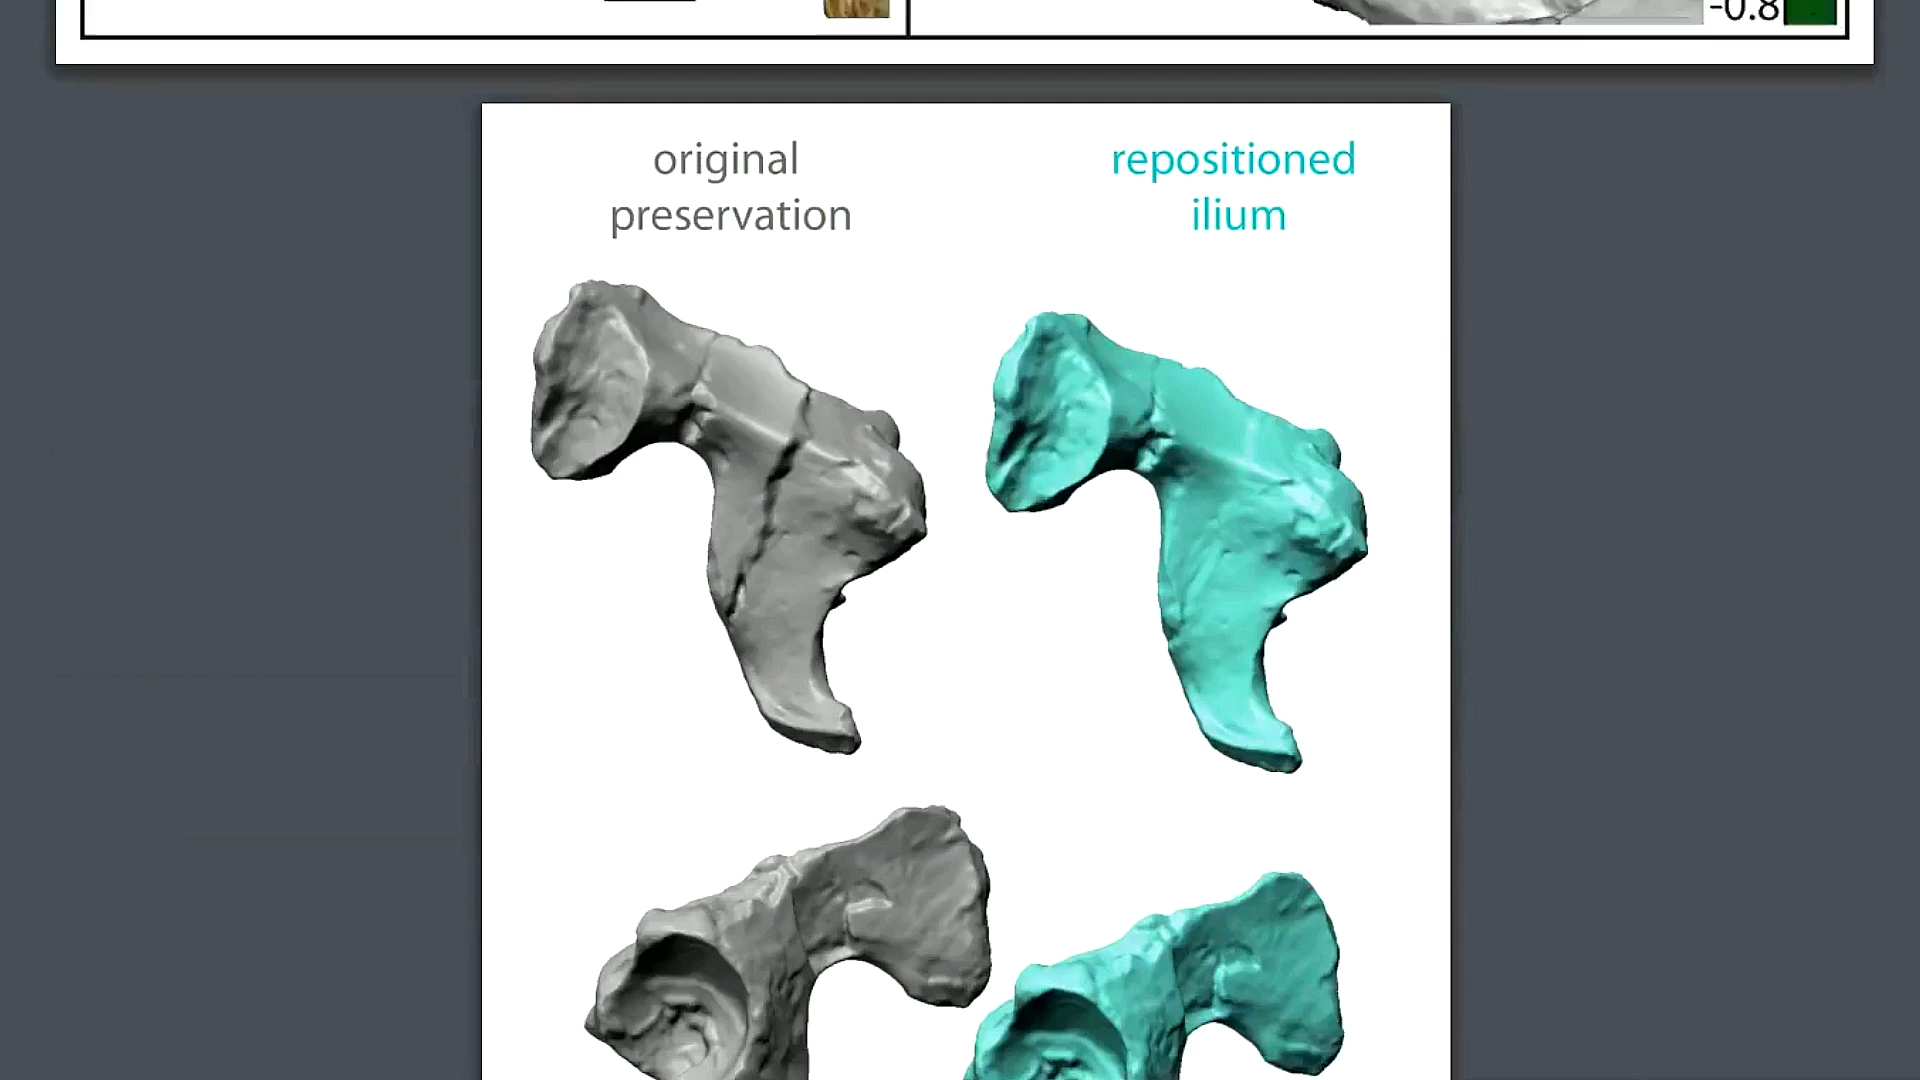 -0.8
original
preservation
repositioned
ilium